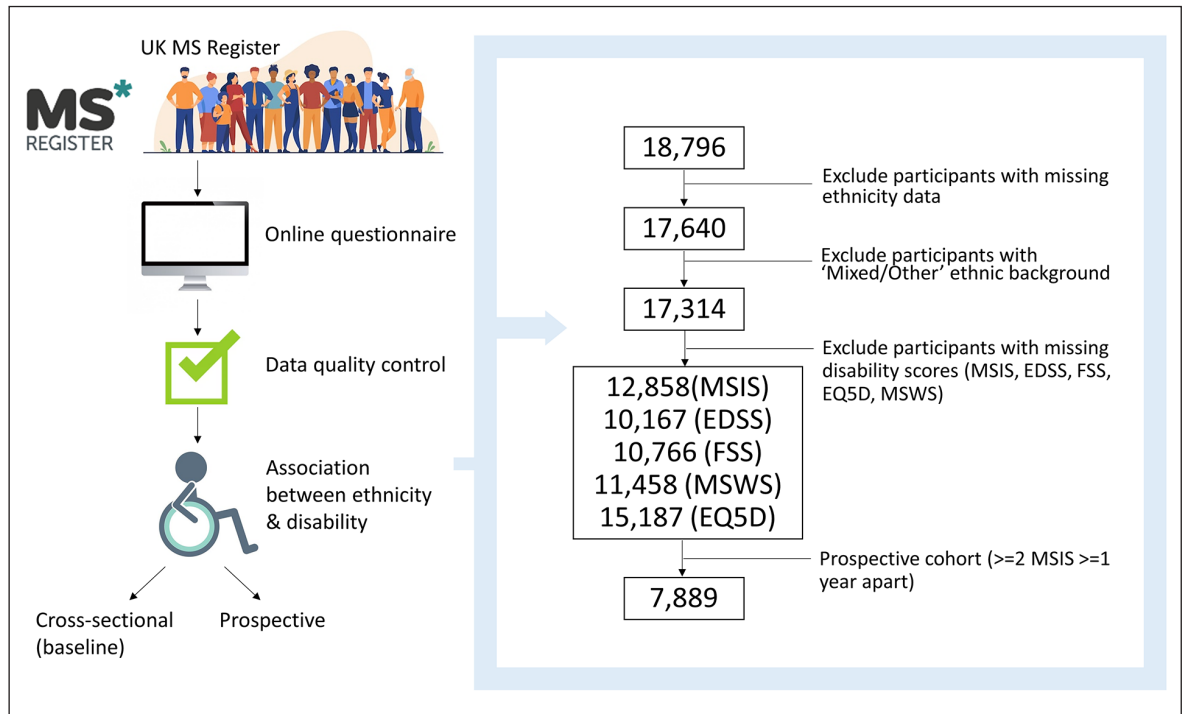 UK MS Register
MS*
REGISTER
Online questionnaire
Data quality control
Association
between ethnicity
& disability
Cross-sectional
(baseline)
Prospective
18,796
Exclude participants with missing
ethnicity data
17,640
Exclude participants with
‘Mixed/Other’ ethnic background
17,314
Exclude participants with missing
disability scores (MSIS, EDSS, FSS,
EQ5D, MSWS)
12,858(MSIS)
10,167 (EDSS)
10,766 (FSS)
11,458 (MSWS)
15,187 (EQ5D)
Prospective cohort (>=2 MSIS >=1
year apart)
7,889